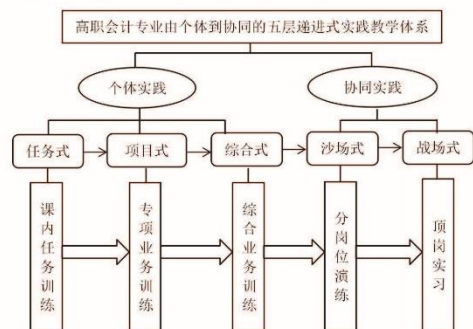 高职会计专业由个体到协同的五层递进式实践教学体系
个体实践
协同实践
任务式
项目式
综合式
沙场式
战场式
课内任务训练
专项业务训练
综合业务训练
分岗位演练
顶岗实习